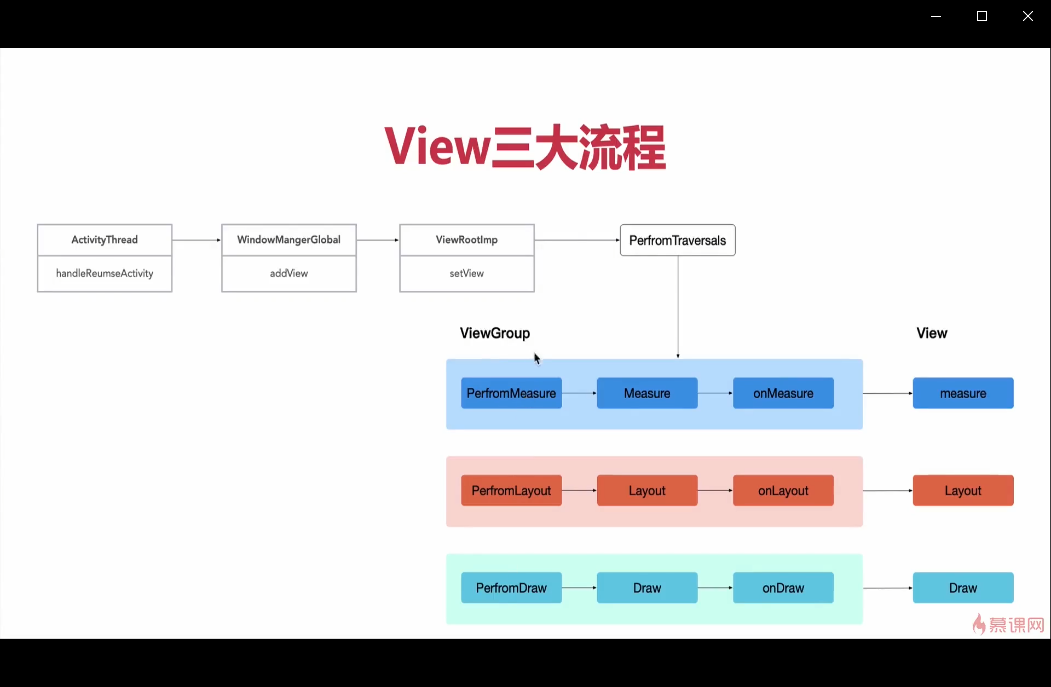 View三大流程
ActivityThread
handleReumseActivity
WindowMangerGlobal
addView
ViewRootImp
setView
PerfromTraversals
ViewGroup
View
PerfromMeasure
Measure
onMeasure
measure
PerfromLayout
Layout
onLayout
Layout
PerfromDraw
Draw
onDraw
Draw
慕课网